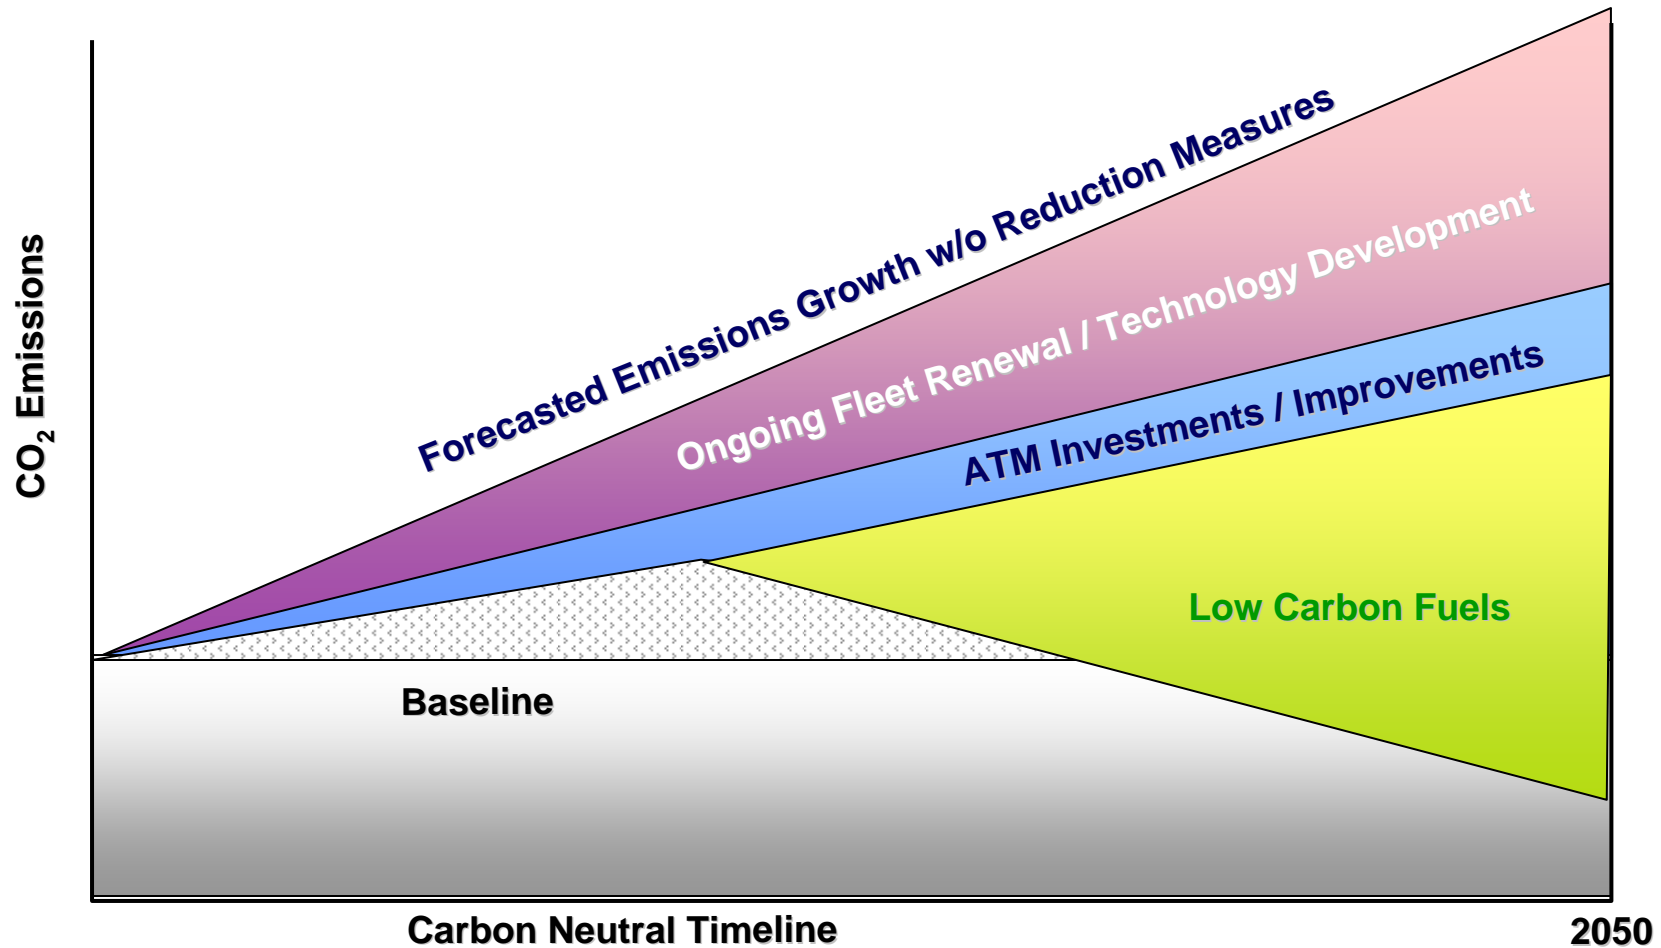 CO₂ Emissions
Forecasted Emissions Growth w/o Reduction Measures
Ongoing Fleet Renewal / Technology Development
ATM Investments / Improvements
Low Carbon Fuels
Baseline
Carbon Neutral Timeline
2050